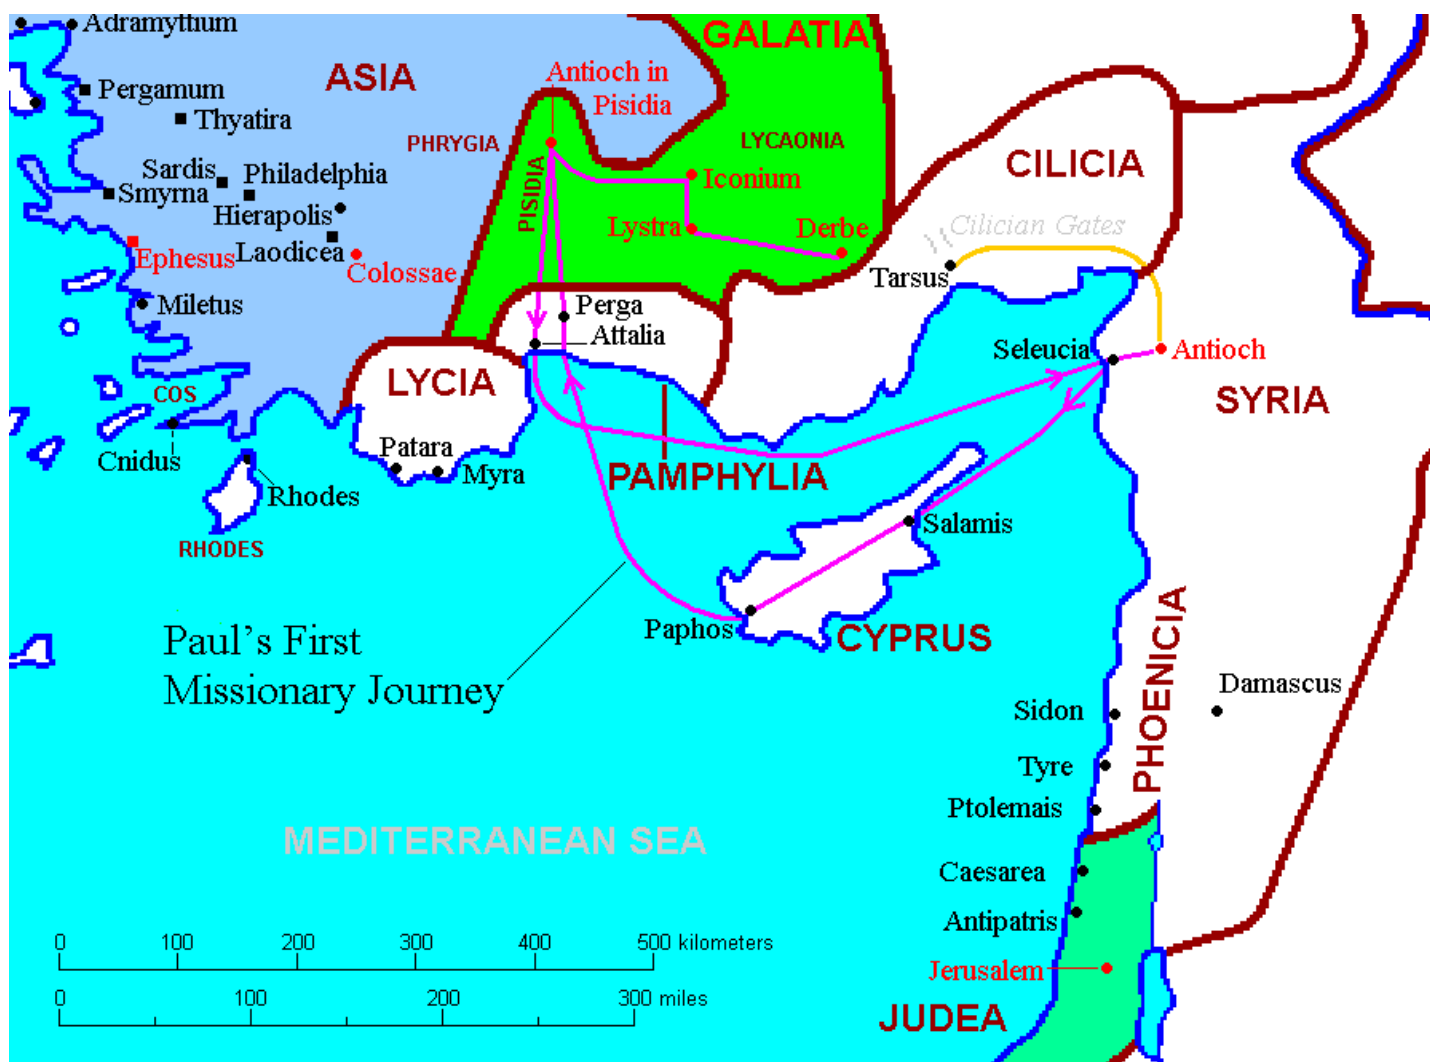 Adramyttium
GALATIA
ASIA
Antioch in
Pisidia
Pergamum
Thyatira
PHRYGIA
LYCAONIA
CILICIA
Sardis
Philadelphia
Smyrna
Hierapolis
PISIDIA
Iconium
Lystra
Derbe
Cilician Gates
Ephesus
Laodicea
Colossae
Tarsus
Miletus
Perga
Attalia
Seleucia
Antioch
LYCIA
COS
SYRIA
Cnidus
Patara
Myra
PAMPHYLIA
Rhodes
RHODES
Salamis
Paphos
CYPRUS
Paul's First
Missionary Journey
PHOENICIA
Damascus
Sidon
Tyre
Ptolemais
MEDITERRANEAN SEA
Caesarea
Antipatris
Jerusalem
JUDEA
0 100 200 300 400 500 kilometers
0 100 200 300 miles